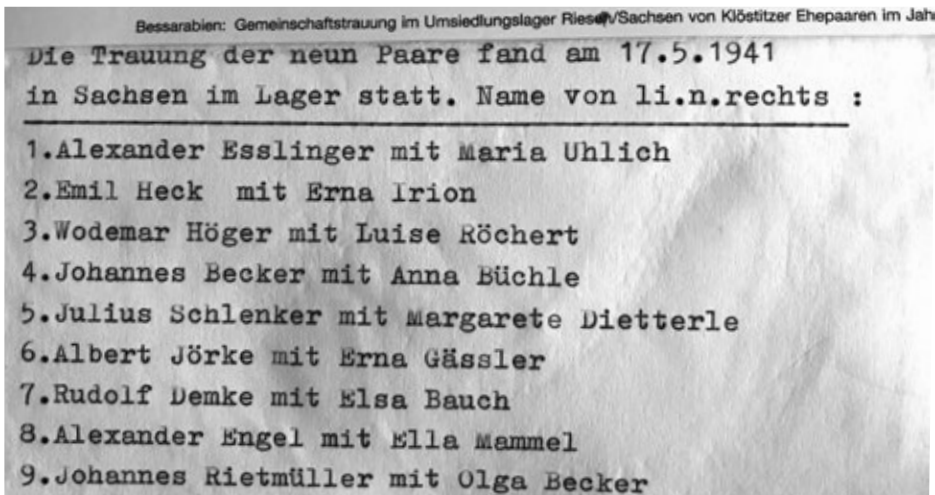 Bessarabien: Gemeinschaftstrauung im Umsiedlungslager Riesa/Sachsen von Klöstitzer Ehepaaren im
Die Trauung der neun Paare fand am 17.5.1941
in Sachsen im Lager statt. Name von li.n.rechts :
1.Alexander Esslinger mit Maria Uhlich
2.Emil Heck mit Erna Irion
3.Wodemar Höger mit Luise Röchert
4.Johannes Becker mit Anna Büchle
5.Julius Schlenker mit Margarete Dietterle
6.Albert Jörke mit Erna Gässler
7.Rudolf Demke mit Elsa Bauch
8.Alexander Engel mit Ella Mammel
9.Johannes Rietmüller mit Olga Becker